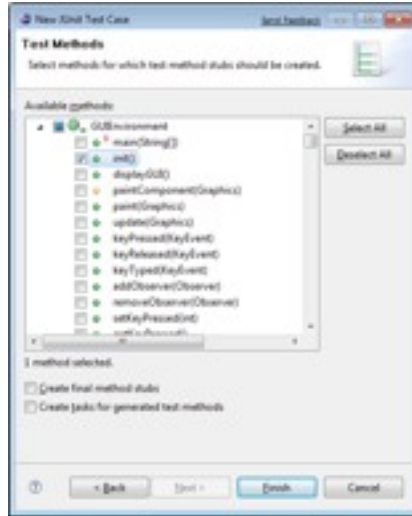 New JUnit Test Case
Send Feedback
Test Methods
Select methods for which test method stubs should be created.
Available methods:
GUIEnvironment
main(String[])
init()
displayGUI()
paintComponent(Graphics)
paint(Graphics)
update(Graphics)
keyPressed(KeyEvent)
keyReleased(KeyEvent)
keyTyped(KeyEvent)
addObserver(Observer)
removeObserver(Observer)
setKeyPressed(int)
Select All
Deselect All
1 method selected.
Create final method stubs
Create tasks for generated test methods
< Back
Next >
Finish
Cancel